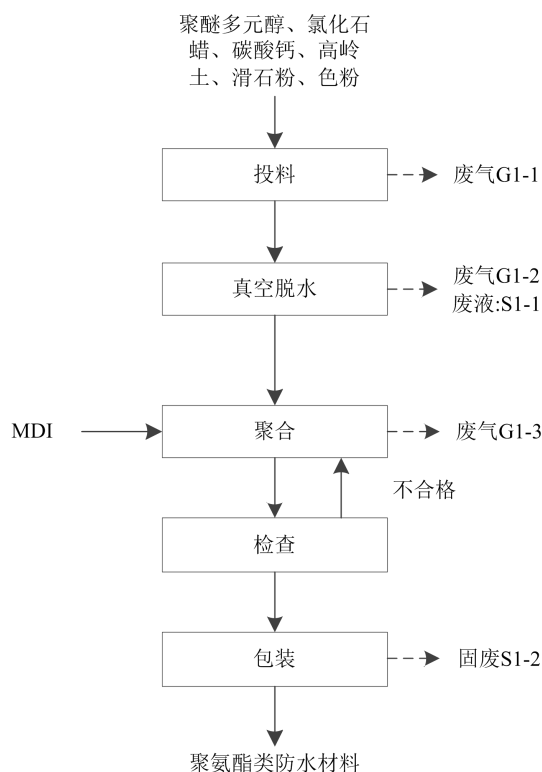 聚醚多元醇、氯化石
蜡、碳酸钙、高岭
土、滑石粉、色粉
投料
废气G1-1
真空脱水
废气G1-2
废液:S1-1
MDI
聚合
废气G1-3
不合格
检查
包装
固废S1-2
聚氨酯类防水材料